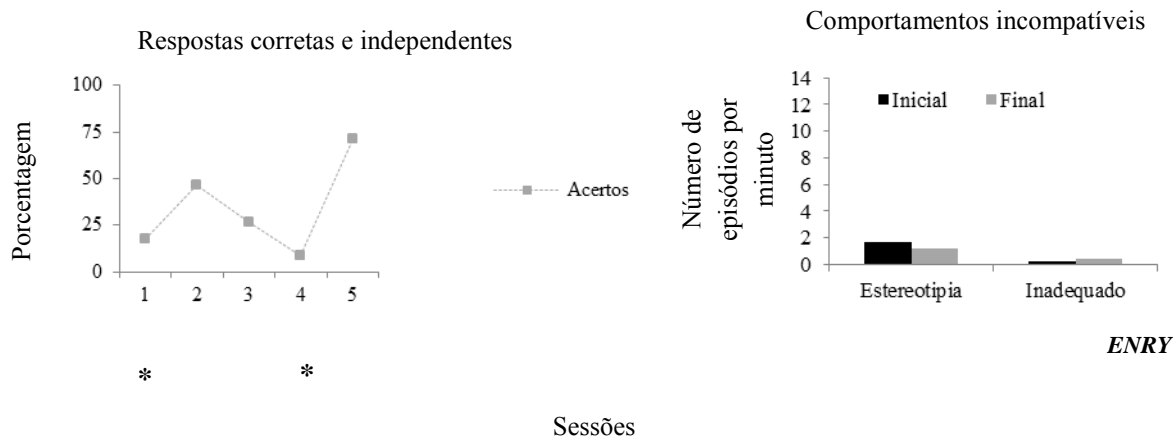 Respostas corretas e independentes
Porcentagem
100
75
50
25
0
1 2 3 4 5
Acertos
* *
Comportamentos incompatíveis
Número de
episódios por
minuto
14
12
10
8
6
4
2
0
Inicial Final
Estereotipia Inadequado
ENRY
Sessões